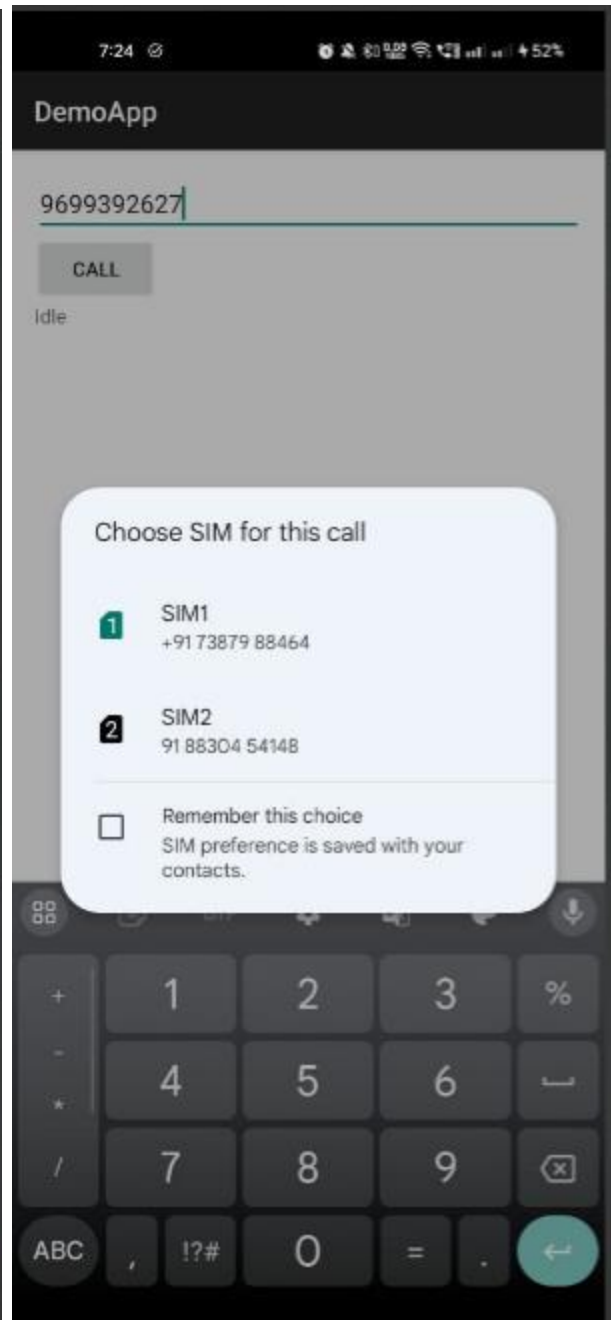 7:24
52%
DemoApp
9699392627
CALL
Idle
Choose SIM for this call
1
SIM1
+91 73879 88464
2
SIM2
91 88304 54148
Remember this choice
SIM preference is saved with your
contacts.
+ 1 2 3 %
-
4 5 6
*
/ 7 8 9
ABC , !?# 0 = .